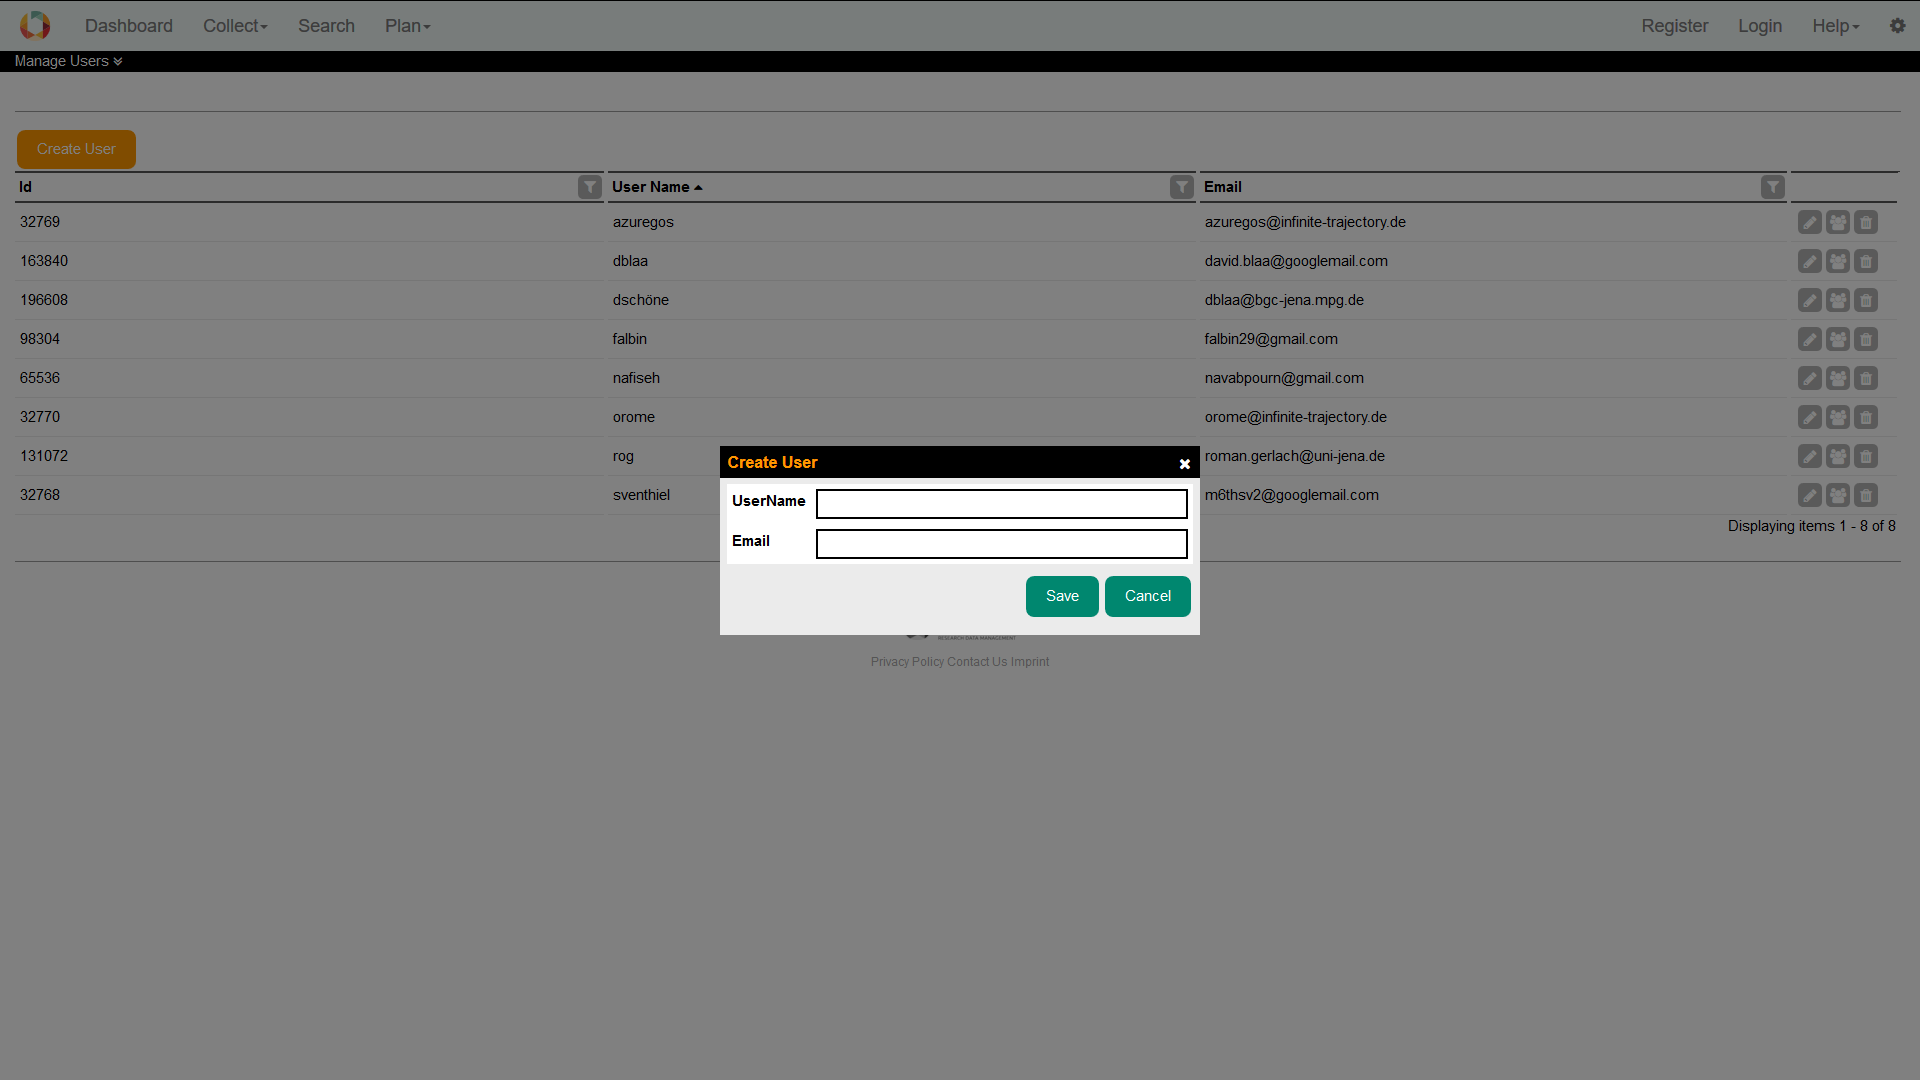 Dashboard Collect Search Plan Register Login Help
Manage Users
Create User
Id User Name Email
32769 azuregos azuregos@infinite-trajectory.de
163840 dblaa david.blaa@googlemail.com
196608 dschöne dblaa@bgc-jena.mpg.de
98304 falbin falbin29@gmail.com
65536 nafiseh navabpourn@gmail.com
32770 orome orome@infinite-trajectory.de
131072 rog roman.gerlach@uni-jena.de
32768 sventhiel m6thsv2@googlemail.com
Displaying items 1 - 8 of 8
Create User
UserName
Email
Save Cancel
RESEARCH DATA MANAGEMENT
Privacy Policy Contact Us Imprint